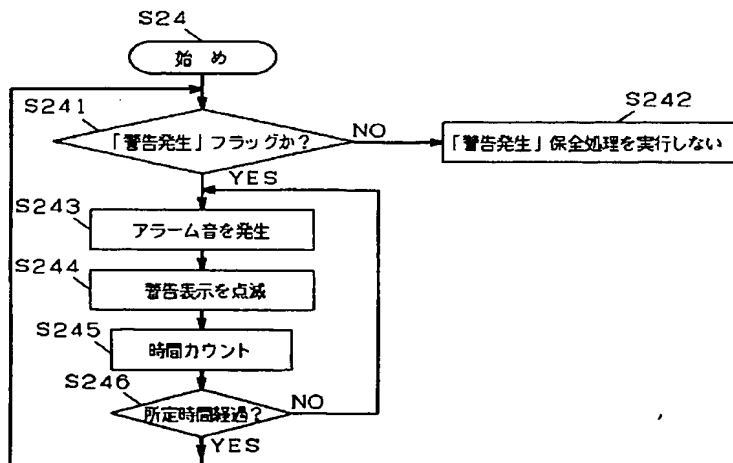 S24
始め
S241
「警告発生」フラッグか?
NO
S242
「警告発生」保全処理を実行しない
YES
S243
アラーム音を発生
S244
警告表示を点滅
S245
時間カウント
S246
所定時間経過?
NO
YES